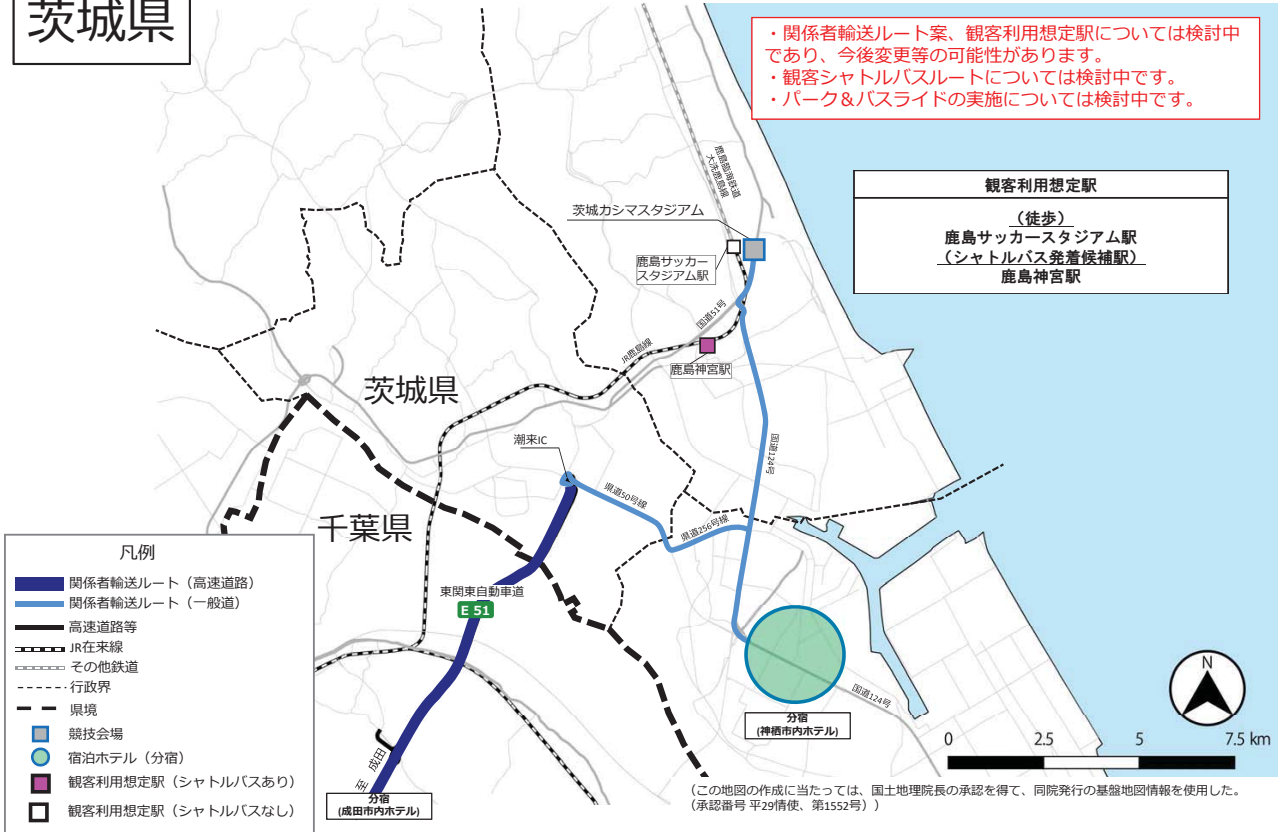 茨城県
・関係者輸送ルート案、観客利用想定駅については検討中
であり、今後変更等の可能性があります。
・観客シャトルバスルートについては検討中です。
・パーク＆バスライドの実施については検討中です。
観客利用想定駅
（徒歩）
鹿島サッカースタジアム駅
（シャトルバス発着候補駅）
鹿島神宮駅
鹿島臨海鉄道
大洗鹿島線
茨城カシマスタジアム
鹿島サッカー
スタジアム駅
国道51号
JR鹿島線
鹿島神宮駅
茨城県
潮来IC
国道124号
県道50号線
県道256号線
千葉県
東関東自動車道
E 51
国道124号
分宿
(神栖市内ホテル)
至 成田
分宿
(成田市内ホテル)
凡例
関係者輸送ルート（高速道路）
関係者輸送ルート（一般道）
高速道路等
JR在来線
その他鉄道
行政界
県境
競技会場
宿泊ホテル（分宿）
観客利用想定駅（シャトルバスあり）
観客利用想定駅（シャトルバスなし）
N
0 2.5 5 7.5 km
（この地図の作成に当たっては、国土地理院長の承認を得て、同院発行の基盤地図情報を使用した。
（承認番号 平29情使、第1552号））